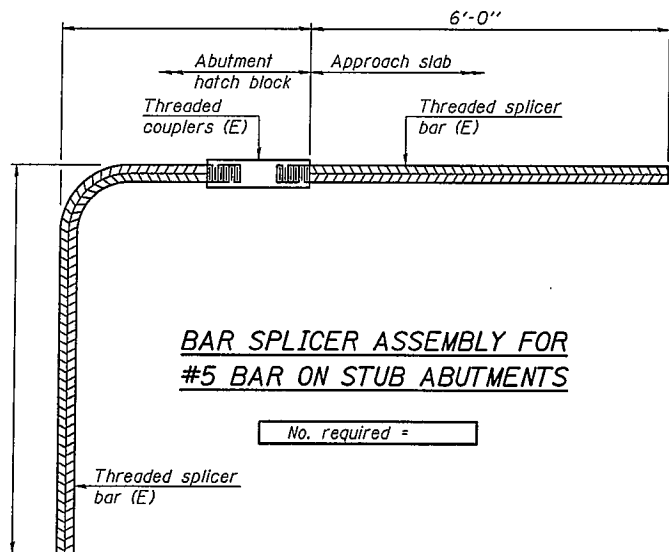 6'-0"
Abutment
hatch block
Approach slab
Threaded
couplers (E)
Threaded splicer
bar (E)
BAR SPLICER ASSEMBLY FOR
#5 BAR ON STUB ABUTMENTS
No. required =
Threaded splicer
bar (E)